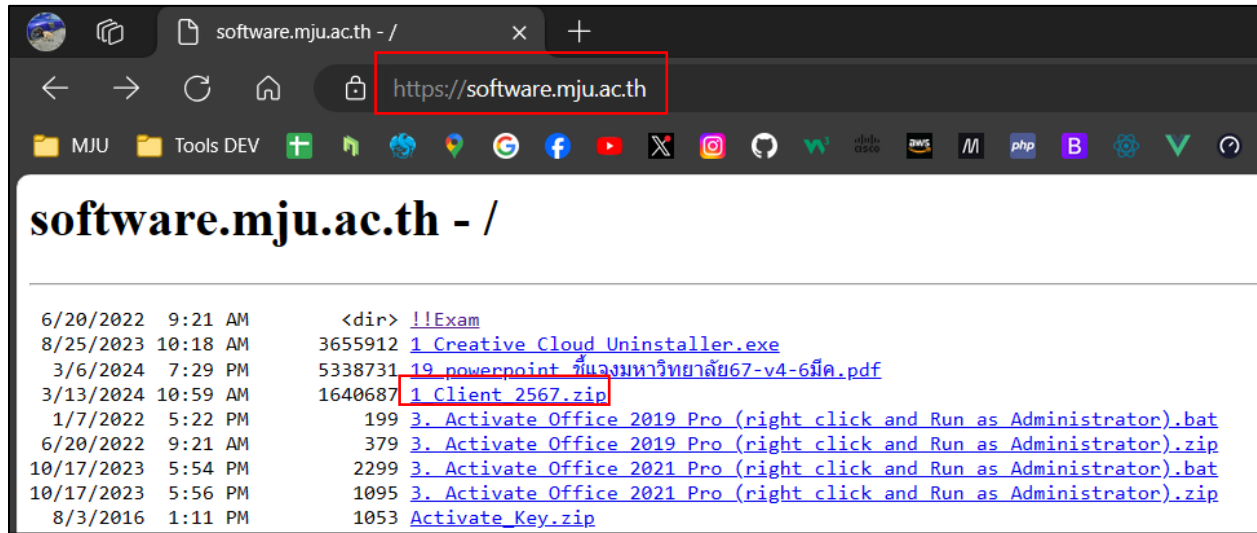 software.mju.ac.th - /
https://software.mju.ac.th
MJU Tools DEV cisco aws M php B
software.mju.ac.th - /
6/20/2022 9:21 AM <dir> !!Exam
8/25/2023 10:18 AM 3655912 1 Creative Cloud Uninstaller.exe
3/6/2024 7:29 PM 5338731 19 powerpoint ชี้แจงมหาวิทยาลัย67-v4-6มีค.pdf
3/13/2024 10:59 AM 1640687 1_Client_2567.zip
1/7/2022 5:22 PM 199 3. Activate Office 2019 Pro (right click and Run as Administrator).bat
6/20/2022 9:21 AM 379 3. Activate Office 2019 Pro (right click and Run as Administrator).zip
10/17/2023 5:54 PM 2299 3. Activate Office 2021 Pro (right click and Run as Administrator).bat
10/17/2023 5:56 PM 1095 3. Activate Office 2021 Pro (right click and Run as Administrator).zip
8/3/2016 1:11 PM 1053 Activate_Key.zip